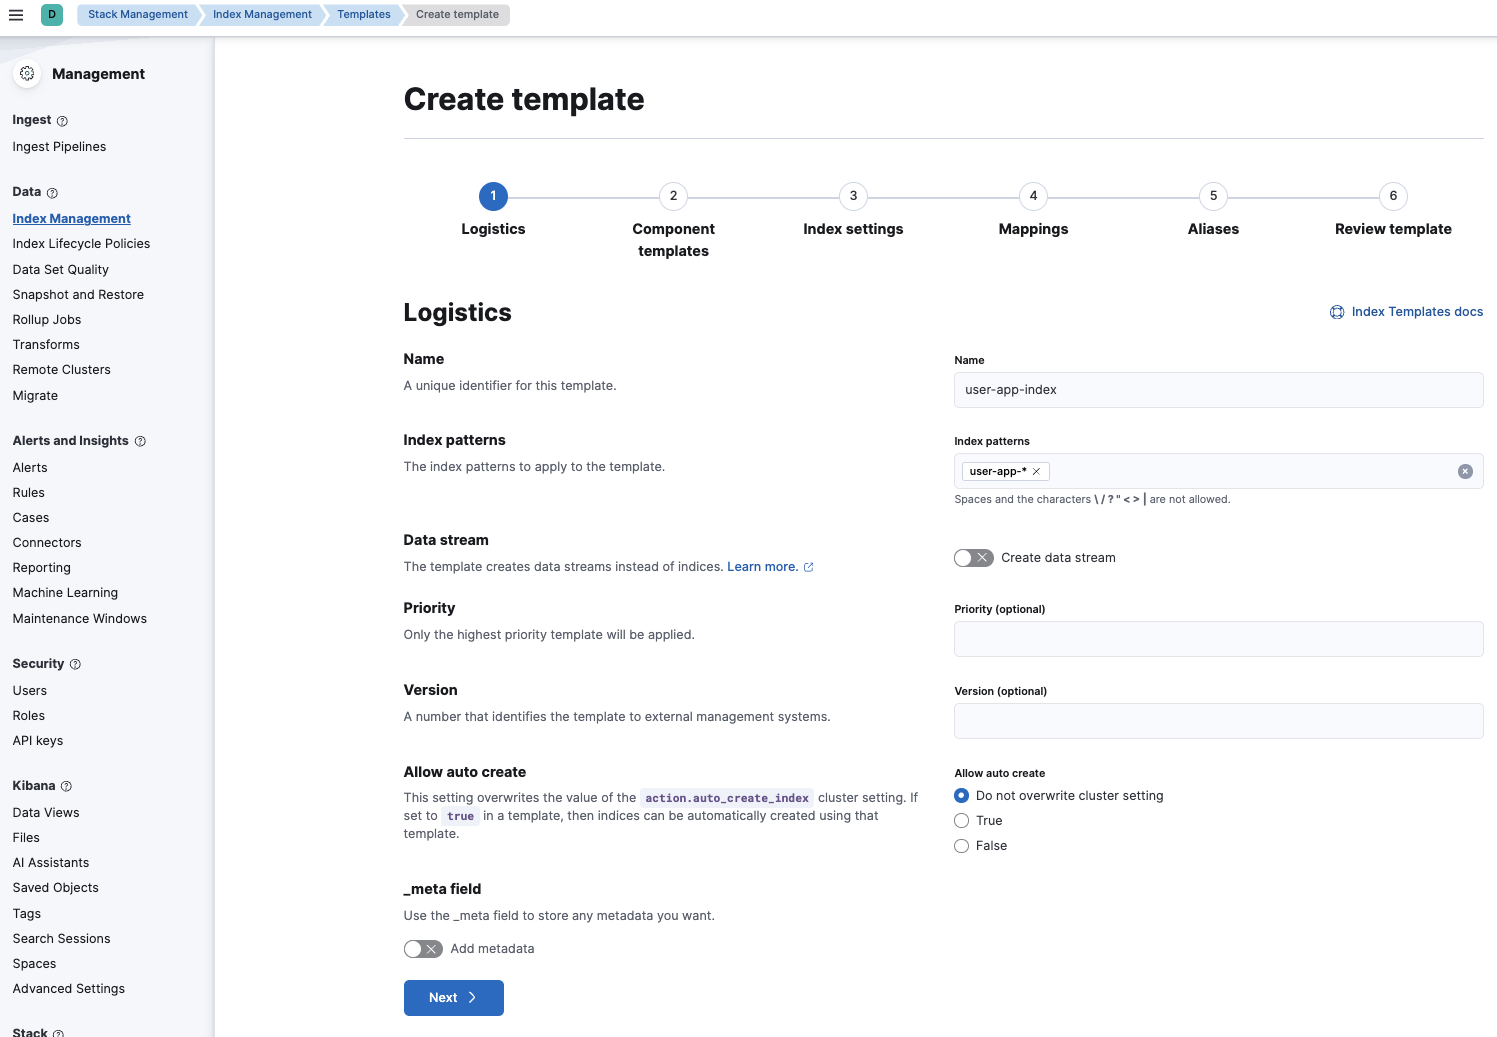 D
Stack Management
Index Management
Templates
Create template
Management
Ingest
Ingest Pipelines
Data
Index Management
Index Lifecycle Policies
Data Set Quality
Snapshot and Restore
Rollup Jobs
Transforms
Remote Clusters
Migrate
Alerts and Insights
Alerts
Rules
Cases
Connectors
Reporting
Machine Learning
Maintenance Windows
Security
Users
Roles
API keys
Kibana
Data Views
Files
AI Assistants
Saved Objects
Tags
Search Sessions
Spaces
Advanced Settings
Stack
Create template
1
Logistics
2
Component
templates
3
Index settings
4
Mappings
5
Aliases
6
Review template
Logistics
Index Templates docs
Name
A unique identifier for this template.
Name
user-app-index
Index patterns
The index patterns to apply to the template.
Index patterns
user-app-*
Spaces and the characters \ / ? " < > | are not allowed.
Data stream
The template creates data streams instead of indices. Learn more.
Create data stream
Priority
Only the highest priority template will be applied.
Priority (optional)
Version
A number that identifies the template to external management systems.
Version (optional)
Allow auto create
This setting overwrites the value of the action.auto_create_index cluster setting. If
set to true in a template, then indices can be automatically created using that
template.
Allow auto create
Do not overwrite cluster setting
True
False
_meta field
Use the _meta field to store any metadata you want.
Add metadata
Next